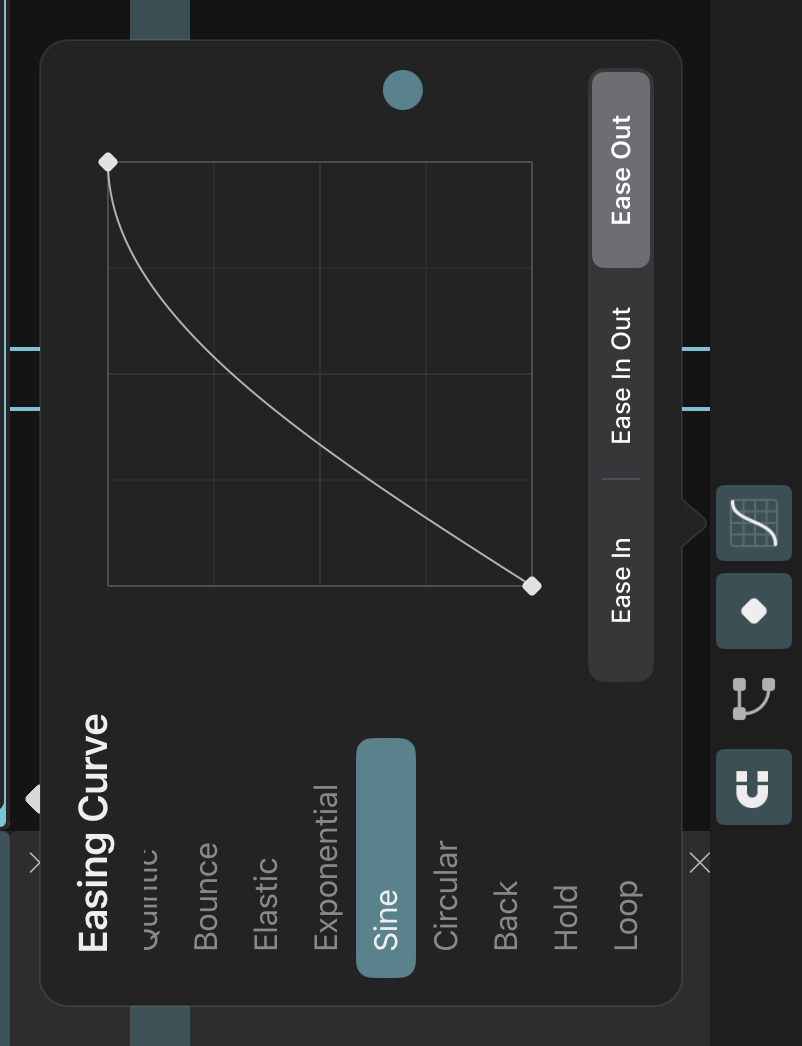 Easing Curve
Quintic
Bounce
Elastic
Exponential
Sine
Circular
Back
Hold
Loop
Ease In
Ease In Out
Ease Out